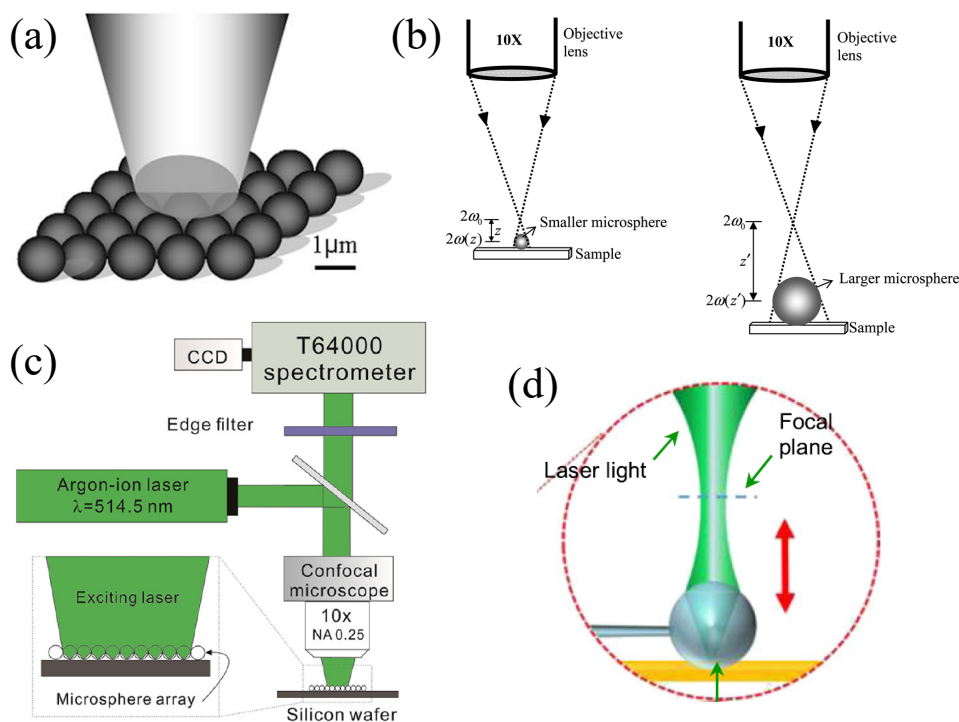 (a)
1μm
(b)
10X
Objective
lens
2ω₀
z
2ω(z)
Smaller microsphere
Sample
10X
Objective
lens
2ω₀
z′
2ω(z′)
Larger microsphere
Sample
(c)
CCD
T64000
spectrometer
Edge filter
Argon-ion laser
λ=514.5 nm
Confocal
microscope
10x
NA 0.25
Exciting laser
Microsphere array
Silicon wafer
(d)
Laser light
Focal
plane